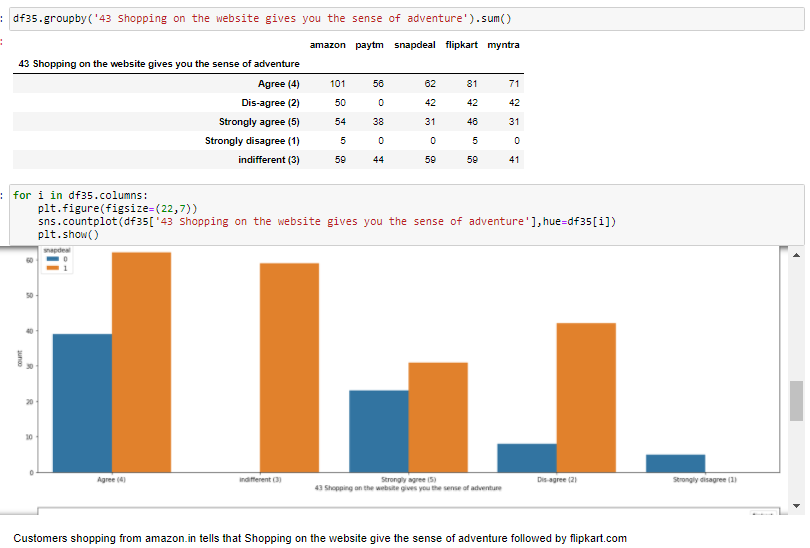 : df35.groupby('43 Shopping on the website gives you the sense of adventure').sum()
:
amazon paytm snapdeal flipkart myntra
43 Shopping on the website gives you the sense of adventure
Agree (4) 101 56 62 81 71
Dis-agree (2) 50 0 42 42 42
Strongly agree (5) 54 38 31 46 31
Strongly disagree (1) 5 0 0 5 0
indifferent (3) 59 44 59 59 41
: for i in df35.columns:
plt.figure(figsize=(22,7))
sns.countplot(df35['43 Shopping on the website gives you the sense of adventure'],hue=df35[i])
plt.show()
snapdeal
0
1
60
50
40
30
20
10
0
count
Agree (4) indifferent (3) Strongly agree (5) Dis-agree (2) Strongly disagree (1)
43 Shopping on the website gives you the sense of adventure
Customers shopping from amazon.in tells that Shopping on the website give the sense of adventure followed by flipkart.com